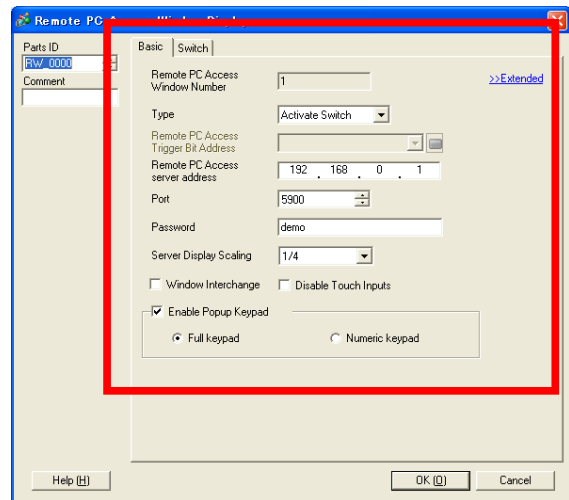 Remote PC Access Window Display
Parts ID
RW_0000
Comment
Basic
Switch
Remote PC Access
Window Number
1
>>Extended
Type
Activate Switch
Remote PC Access
Trigger Bit Address
Remote PC Access
server address
192 . 168 . 0 . 1
Port
5900
Password
demo
Server Display Scaling
1/4
Window Interchange
Disable Touch Inputs
Enable Popup Keypad
Full keypad
Numeric keypad
Help (H)
OK (O)
Cancel